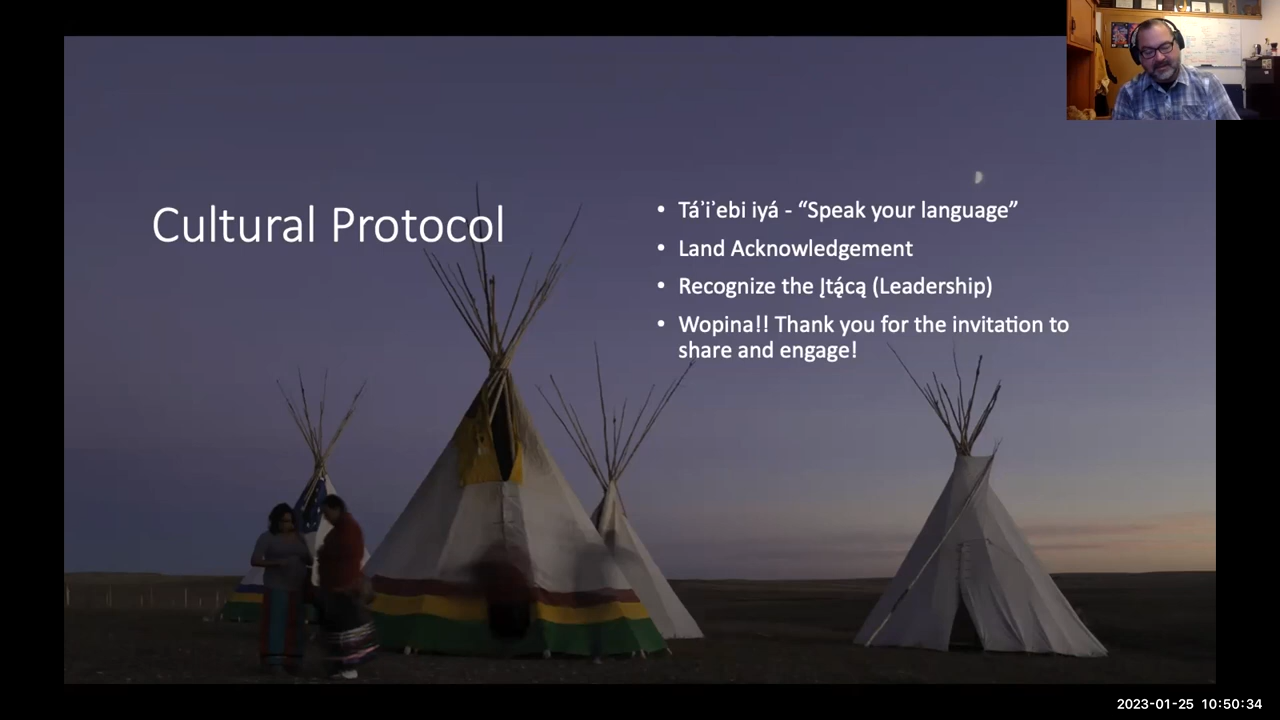 Cultural Protocol
• Tá’i’ebi iyá - “Speak your language”
• Land Acknowledgement
• Recognize the Įtą́cą (Leadership)
• Wopina!! Thank you for the invitation to
share and engage!
2023-01-25 10:50:34